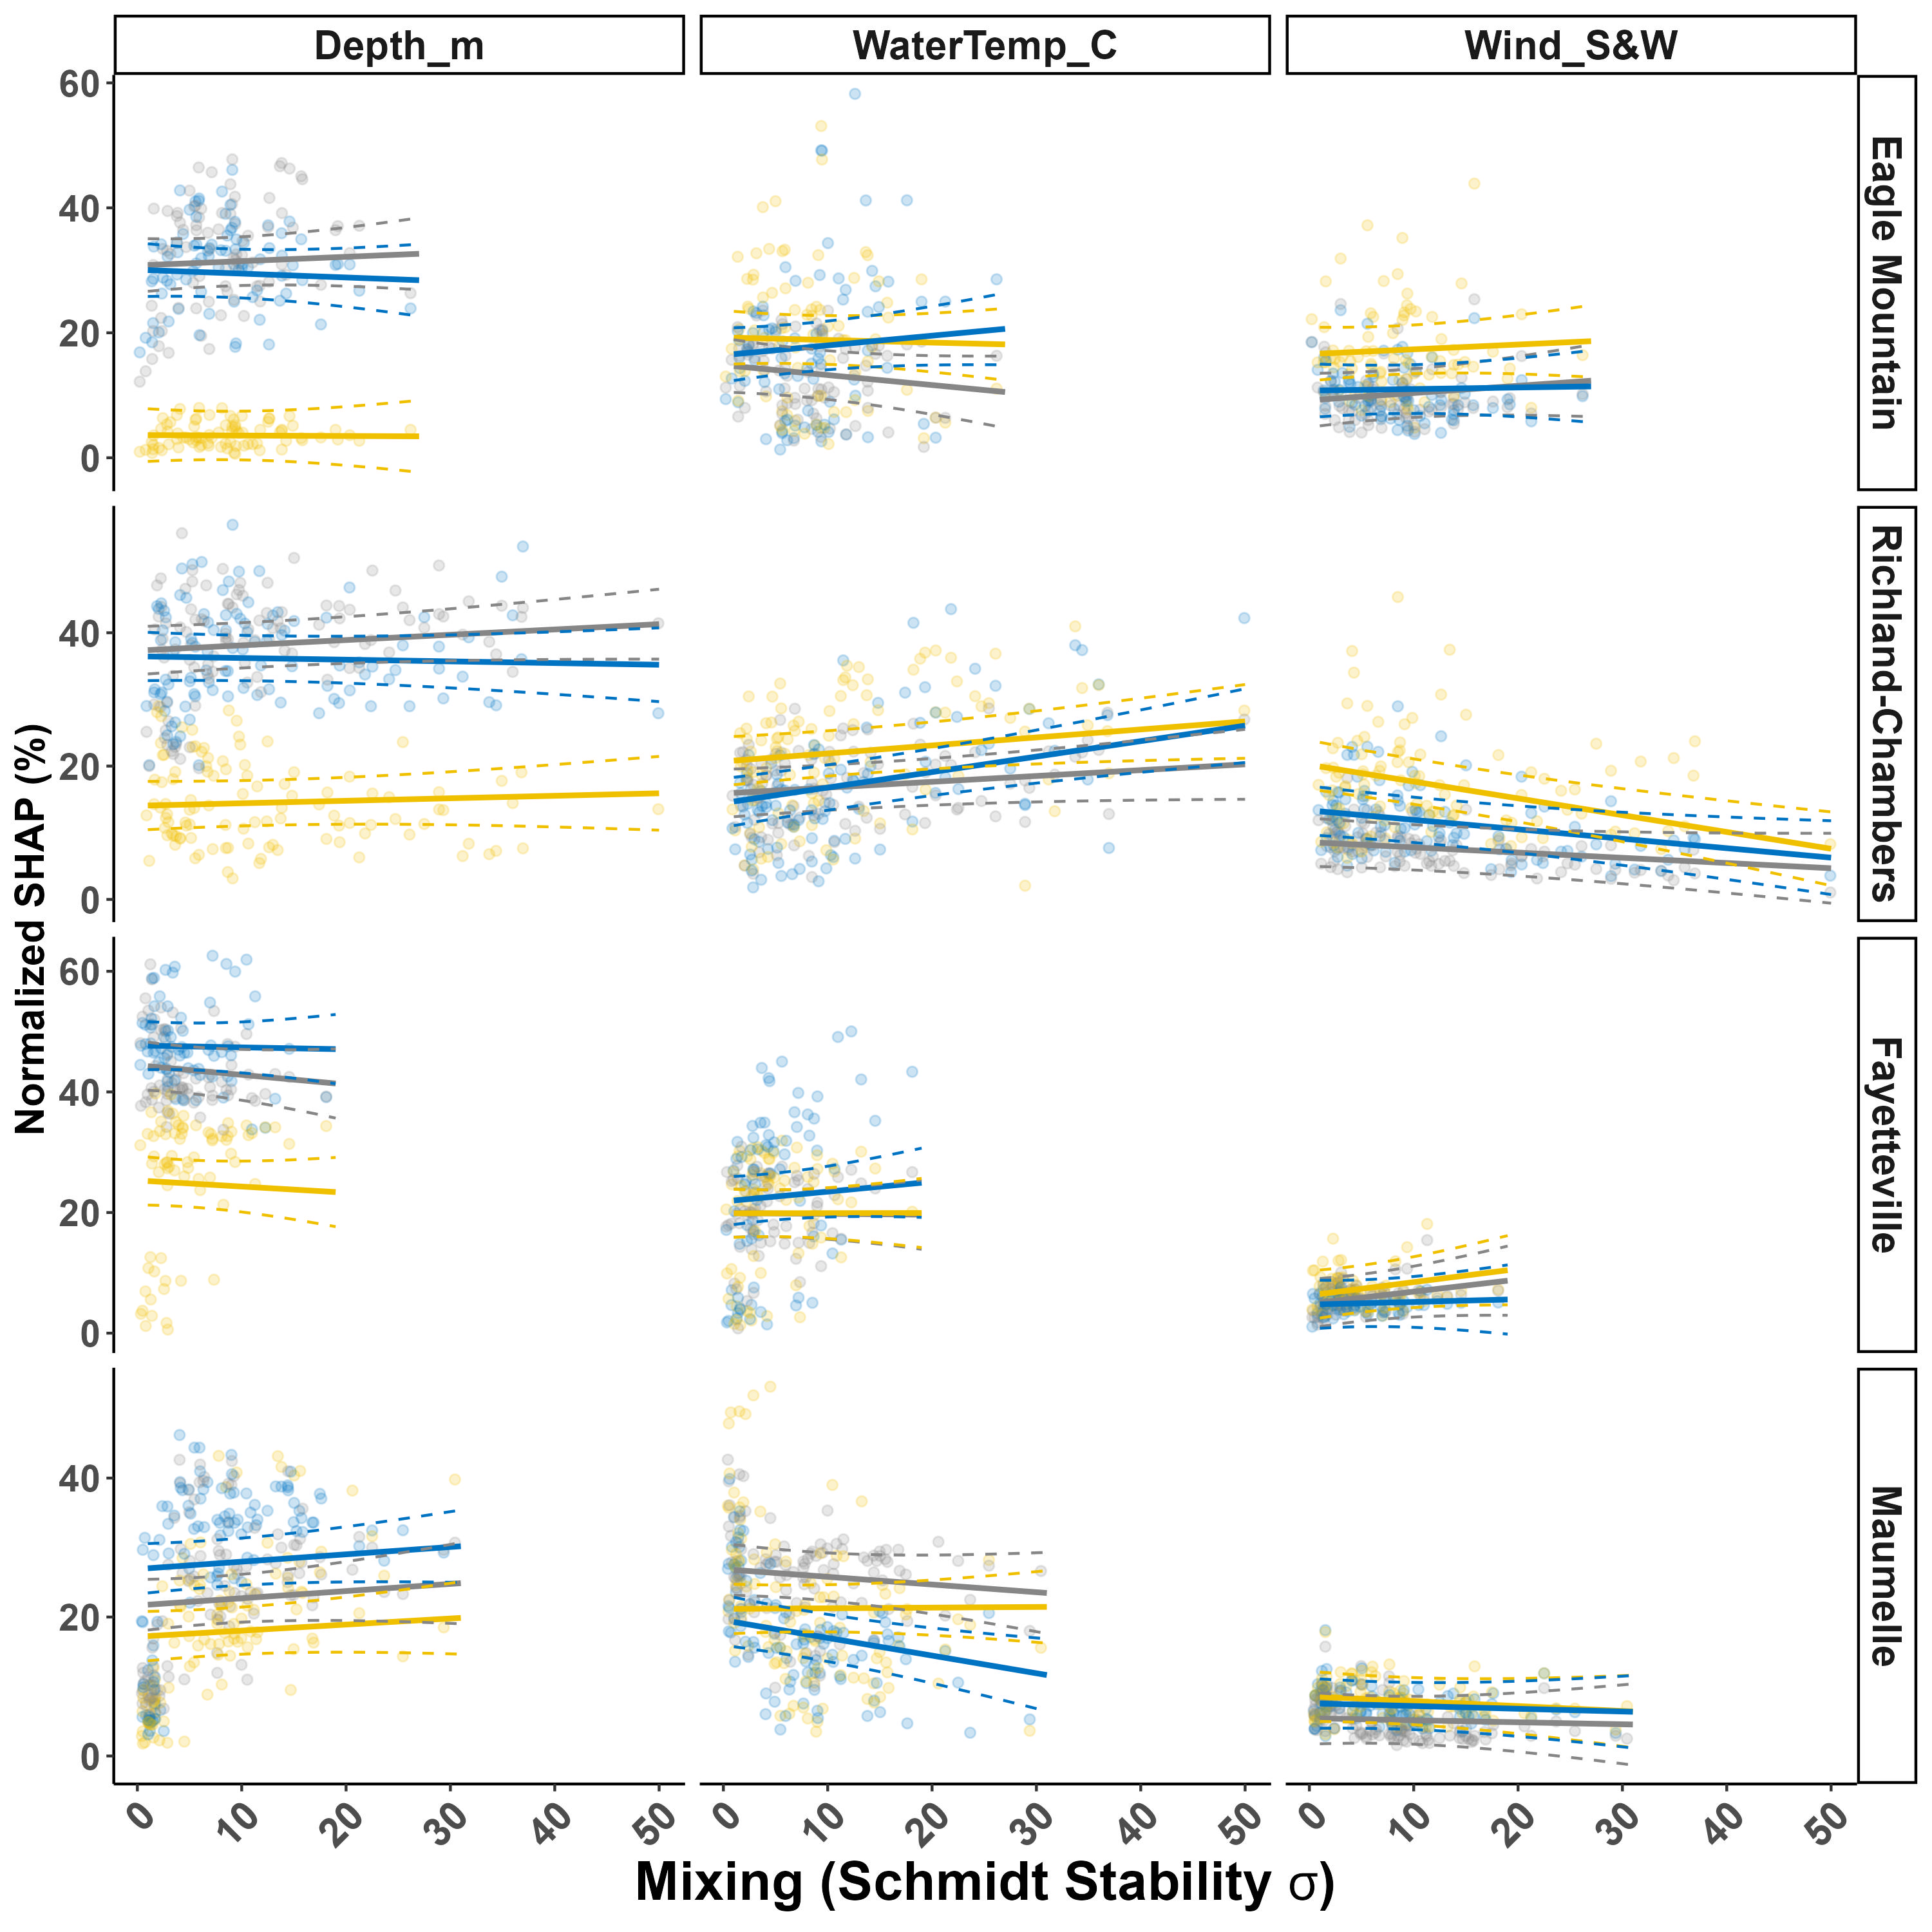 Depth_m WaterTemp_C Wind_S&W
Normalized SHAP (%)
60
40
20
0
Eagle Mountain
40
20
0
Richland-Chambers
60
40
20
0
Fayetteville
40
20
0
Maumelle
0 10 20 30 40 50 0 10 20 30 40 50 0 10 20 30 40 50
Mixing (Schmidt Stability σ)